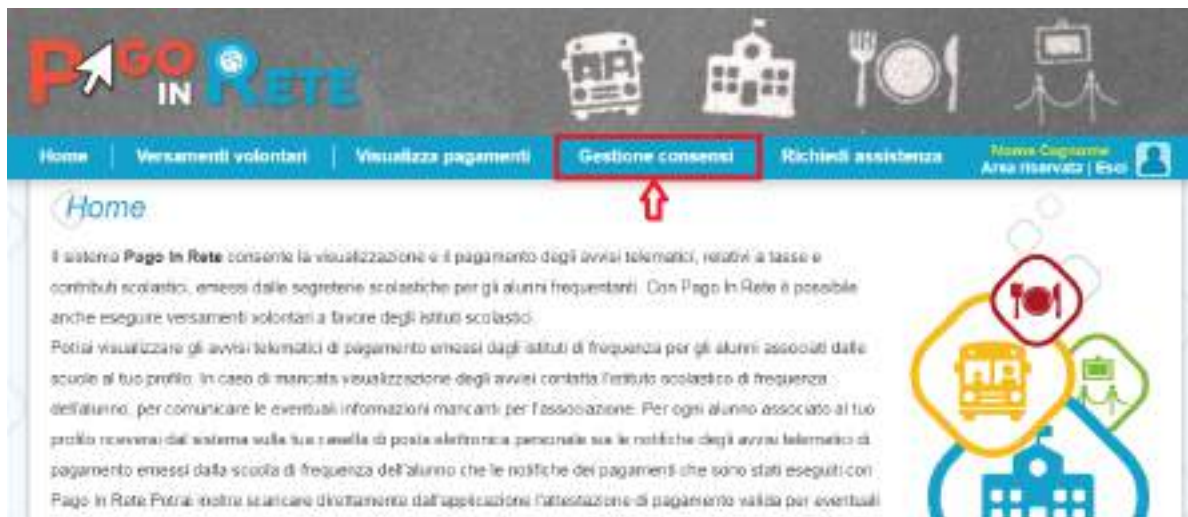 PAGO
IN RETE
Home | Versamenti volontari | Visualizza pagamenti Gestione consensi Richiedi assistenza Nome Cognome
Area riservata | Esci
Home
Il sistema Pago In Rete consente la visualizzazione e il pagamento degli avvisi telematici, relativi a tasse e
contributi scolastici, emessi dalle segreterie scolastiche per gli alunni frequentanti. Con Pago In Rete è possibile
anche eseguire versamenti volontari a favore degli istituti scolastici.
Potrai visualizzare gli avvisi telematici di pagamento emessi dagli istituti di frequenza per gli alunni associati dalle
scuole al tuo profilo. In caso di mancata visualizzazione degli avvisi contatta l'istituto scolastico di frequenza
dell'alunno, per comunicare le eventuali informazioni mancanti per l'associazione. Per ogni alunno associato al tuo
profilo riceverai dal sistema sulla tua casella di posta elettronica personale sia le notifiche degli avvisi telematici di
pagamento emessi dalla scuola di frequenza dell'alunno che le notifiche dei pagamenti che sono stati eseguiti con
Pago In Rete.Potrai inoltre scaricare direttamente dall'applicazione l'attestazione di pagamento valida per eventuali